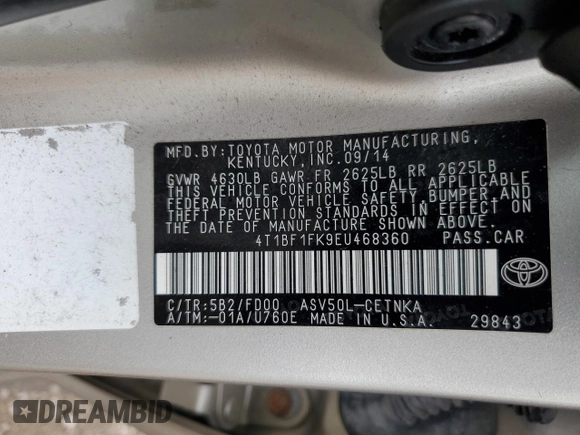 MFD.BY:TOYOTA MOTOR MANUFACTURING,
KENTUCKY,INC.09/14
GVWR 4630LB GAWR FR 2625LB RR 2625LB
THIS VEHICLE CONFORMS TO ALL APPLICABLE
FEDERAL MOTOR VEHICLE SAFETY,BUMPER,AND
THEFT PREVENTION STANDARDS IN EFFECT ON
THE DATE OF MANUFACTURE SHOWN ABOVE.
4T1BF1FK9EU468360 PASS.CAR
C/TR:5B2/FD00 ASV50L-CETNKA
A/TM:-01A/U760E MADE IN U.S.A. 29843
TOYOTA
DREAMBID